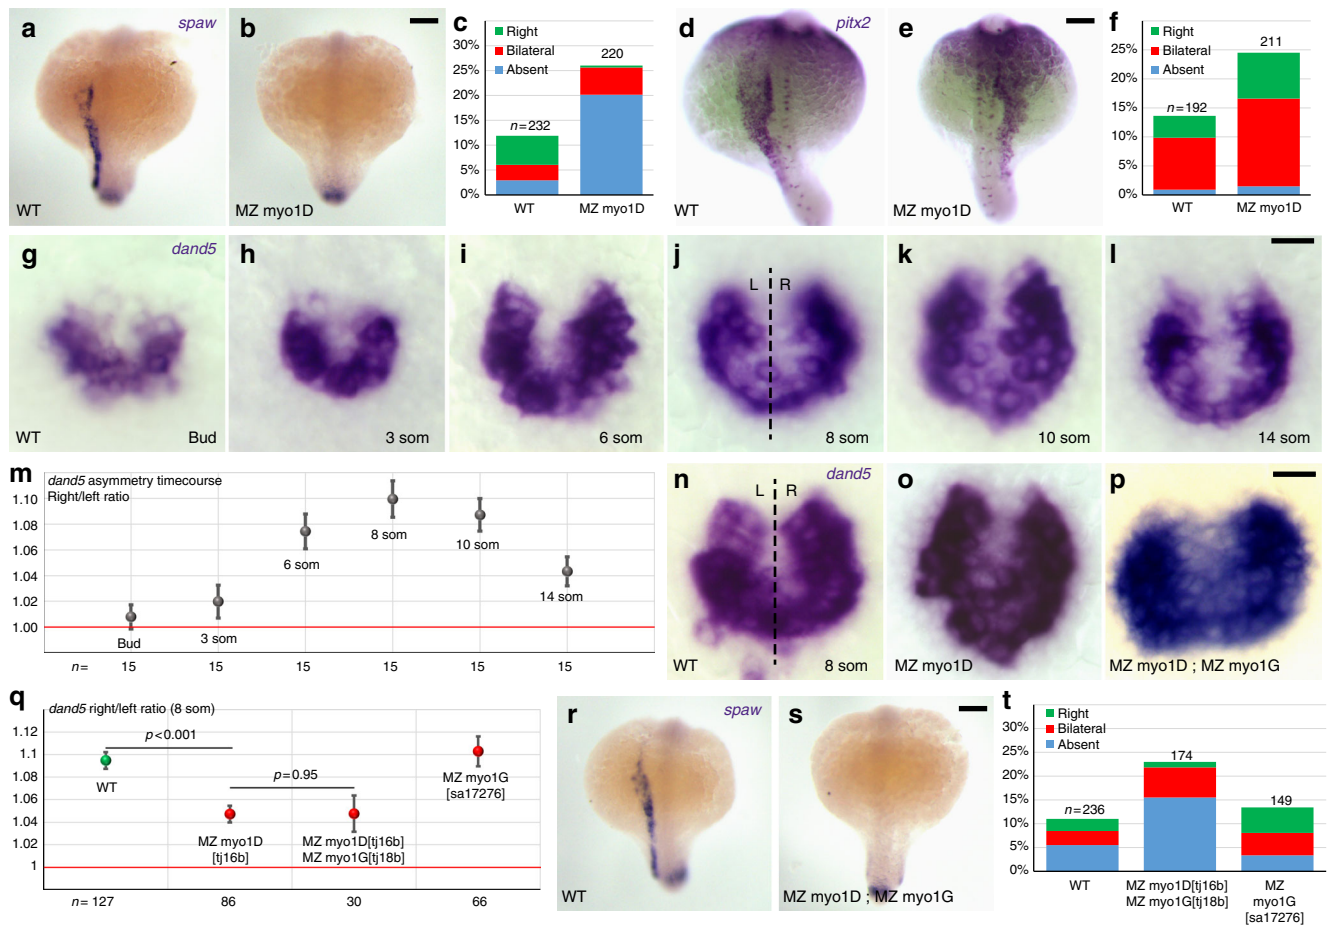 a
spaw
WT
b
MZ myo1D
c
Right
Bilateral
Absent
30%
25%
20%
15%
10%
5%
0%
n=232
220
WT
MZ myo1D
d
pitx2
WT
e
MZ myo1D
f
Right
Bilateral
Absent
25%
20%
15%
10%
5%
0%
n=192
211
WT
MZ myo1D
g
dand5
WT
Bud
h
3 som
i
6 som
j
L
R
8 som
k
10 som
l
14 som
m
dand5 asymmetry timecourse
Right/left ratio
1.10
1.08
1.06
1.04
1.02
1.00
Bud
3 som
6 som
8 som
10 som
14 som
n=
15
15
15
15
15
15
n
dand5
L
R
WT
8 som
o
MZ myo1D
p
MZ myo1D ; MZ myo1G
q
dand5 right/left ratio (8 som)
1.12
1.1
1.08
1.06
1.04
1.02
1
p<0.001
p=0.95
WT
MZ myo1D
[tj16b]
MZ myo1D[tj16b]
MZ myo1G[tj18b]
MZ myo1G
[sa17276]
n= 127
86
30
66
r
spaw
WT
s
MZ myo1D ; MZ myo1G
t
Right
Bilateral
Absent
30%
25%
20%
15%
10%
5%
0%
n=236
174
149
WT
MZ myo1D[tj16b]
MZ myo1G[tj18b]
MZ
myo1G
[sa17276]